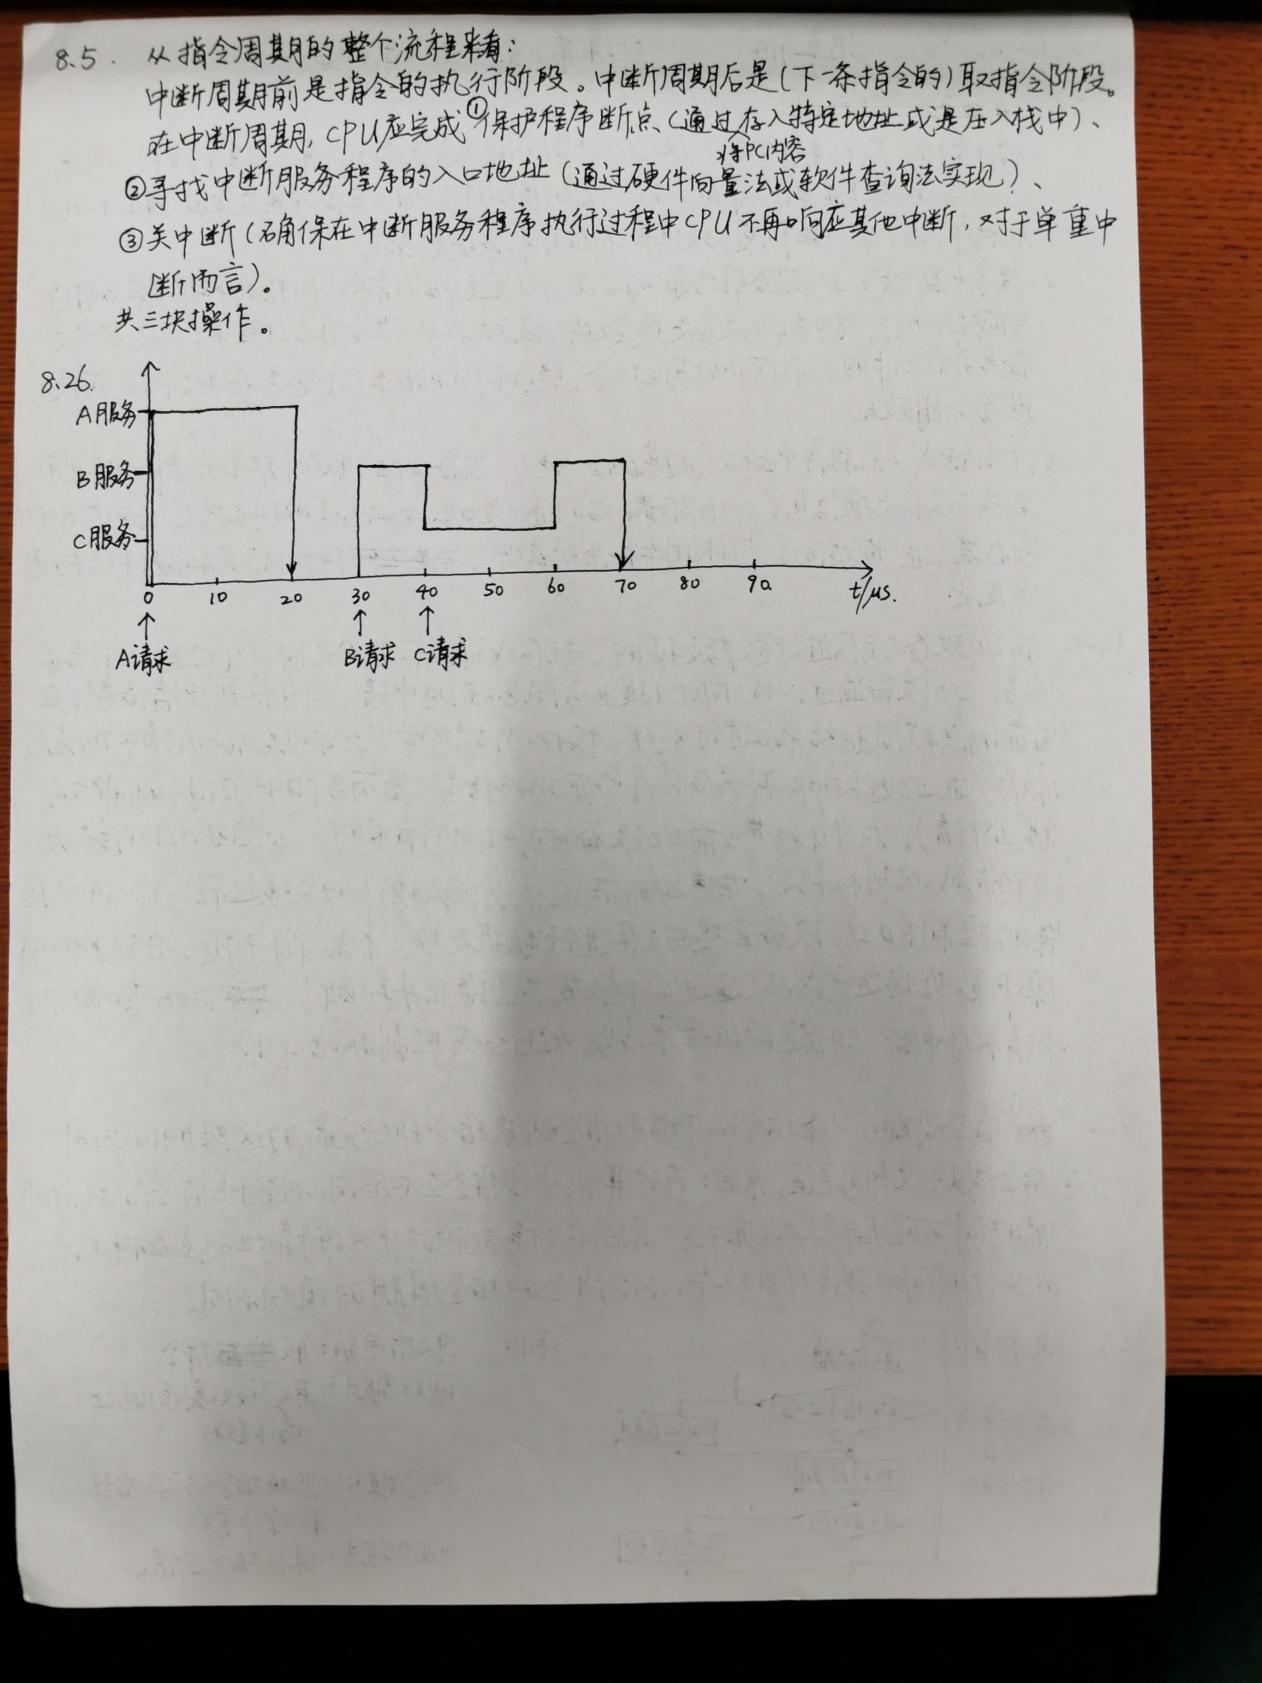 8.5. 从指令周期的整个流程来看：
中断周期前是指令的执行阶段。中断周期后是(下一条指令的)取指令阶段。
在中断周期，CPU应完成①保护程序断点（通过将PC内容存入特定地址或是压入栈中）、
②寻找中断服务程序的入口地址（通过硬件向量法或软件查询法实现）、
③关中断（确保在中断服务程序执行过程中CPU不再响应其他中断，对于单重中
断而言）。
共三块操作。
8.26.
A服务
B服务
C服务
0 10 20 30 40 50 60 70 80 90 t/μs.
A请求 B请求 C请求